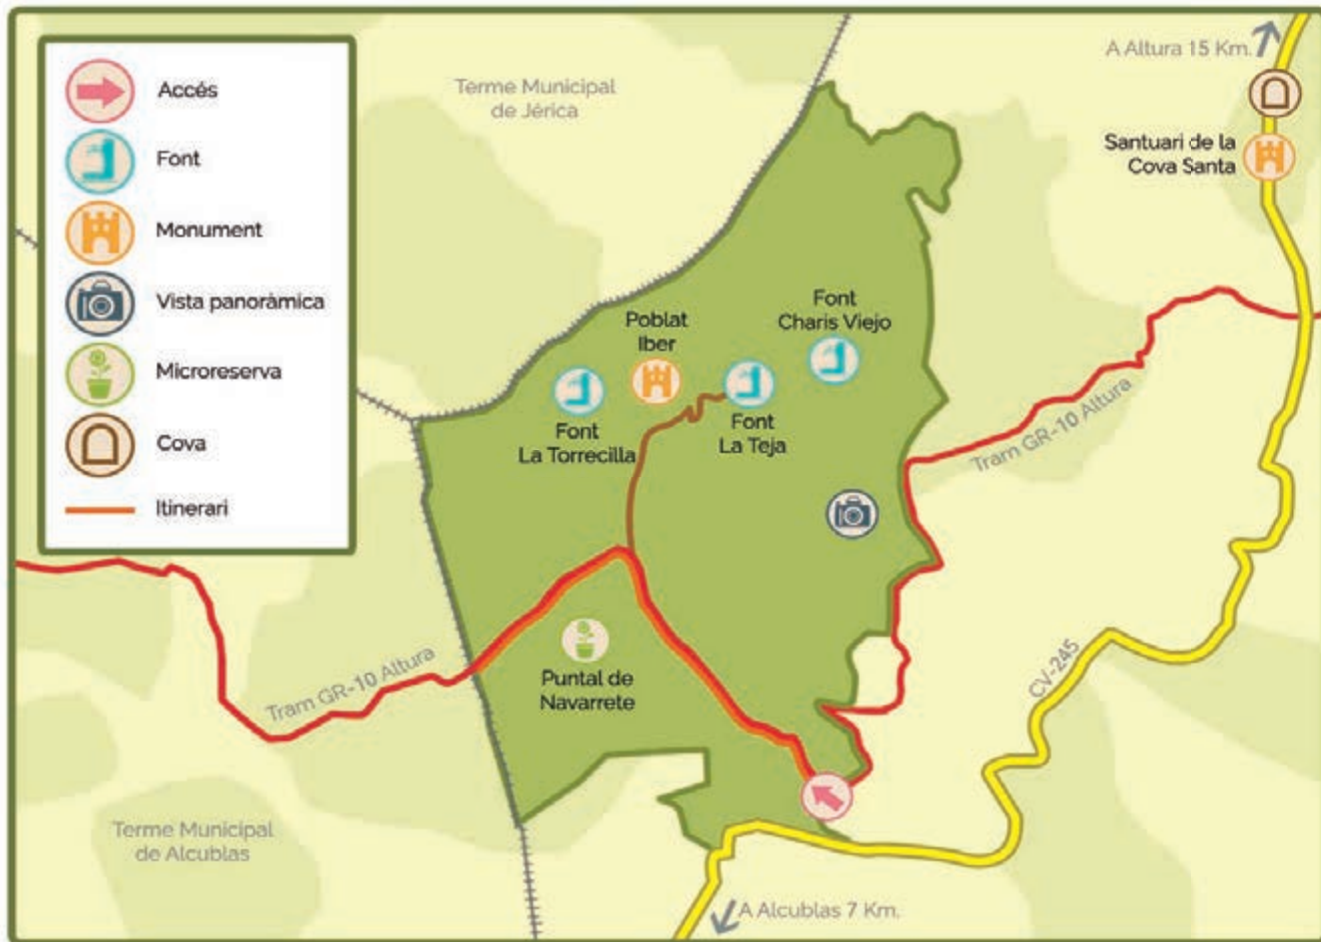 Accés
Font
Monument
Vista panoràmica
Microreserva
Cova
Itinerari
Terme Municipal
de Jérica
A Altura 15 Km.
Santuari de la
Cova Santa
Font
Charis Viejo
Poblat
Iber
Font
La Torrecilla
Font
La Teja
Tram GR-10 Altura
Puntal de
Navarrete
Tram GR-10 Altura
CV-245
Terme Municipal
de Alcublas
A Alcublas 7 Km.